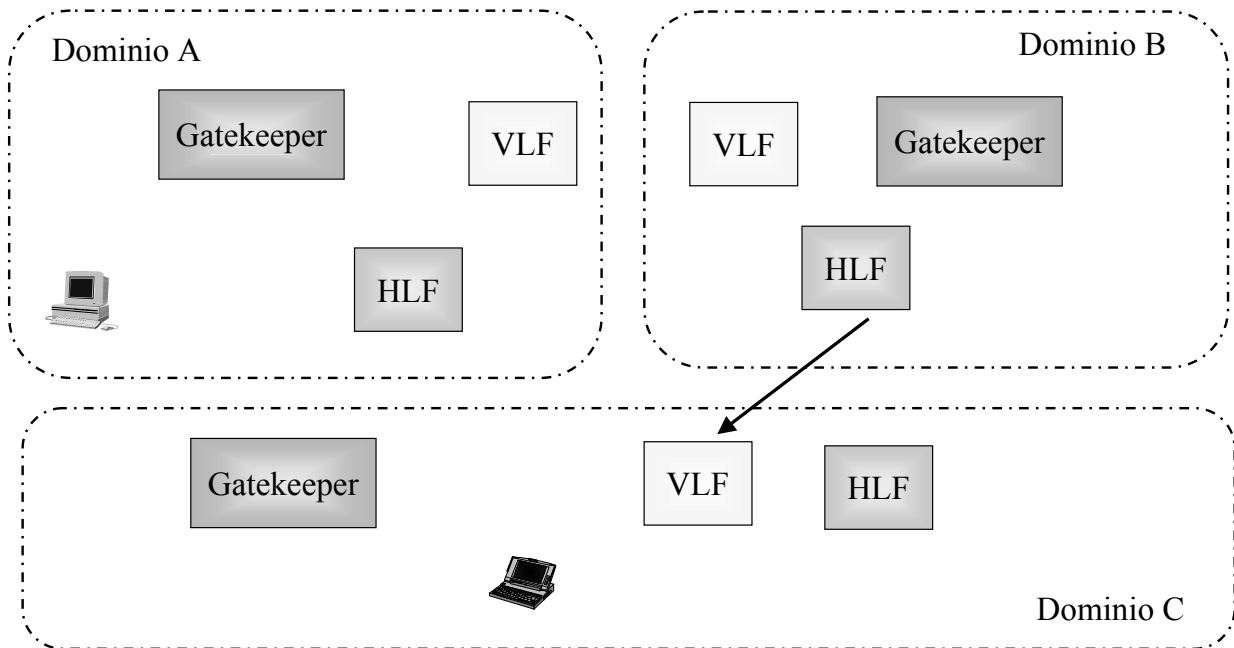 Dominio A
Gatekeeper
VLF
HLF
Dominio B
VLF
Gatekeeper
HLF
Gatekeeper
VLF
HLF
Dominio C